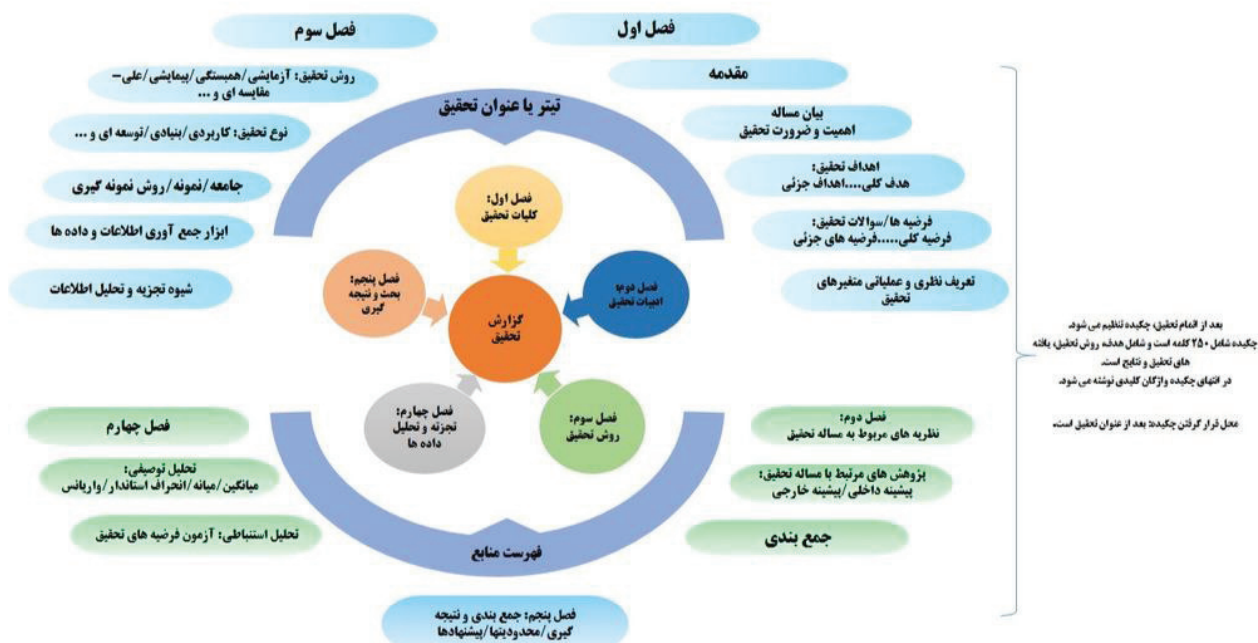 فصل اول
مقدمه
بیان مساله
اهمیت و ضرورت تحقیق
اهداف تحقیق:
هدف کلی....اهداف جزئی
فرضیه ها/سوالات تحقیق:
فرضیه کلی.....فرضیه های جزئی
تعریف نظری و عملیاتی متغیرهای
تحقیق
فصل سوم
روش تحقیق: آزمایشی/همبستگی/پیمایشی/علی-
مقایسه ای و ...
نوع تحقیق: کاربردی/بنیادی/توسعه ای و ...
جامعه/نمونه/روش نمونه گیری
ابزار جمع آوری اطلاعات و داده ها
شیوه تجزیه و تحلیل اطلاعات
تیتر یا عنوان تحقیق
فصل اول:
کلیات تحقیق
فصل دوم:
ادبیات تحقیق
فصل سوم:
روش تحقیق
فصل چهارم:
تجزته و تحلیل
داده ها
فصل پنجم:
بحث و نتیجه
گیری
گزارش
تحقیق
فهرست منابع
فصل دوم:
نظریه های مربوط به مساله تحقیق
پژوهش های مرتبط با مساله تحقیق:
پیشینه داخلی/پیشینه خارجی
جمع بندی
فصل چهارم
تحلیل توصیفی:
میانگین/میانه/انحراف استاندار/واریانس
تحلیل استنباطی: آزمون فرضیه های تحقیق
فصل پنجم: جمع بندی و نتیجه
گیری/محدودیتها/پیشنهادها
بعد از اتمام تحقیق، چکیده تنظیم می شود.
چکیده شامل ۲۵۰ کلمه است و شامل هدف، روش تحقیق، یافته
های تحقیق و نتایج است.
در انتهای چکیده واژگان کلیدی نوشته می شود.
محل قرار گرفتن چکیده: بعد از عنوان تحقیق است.